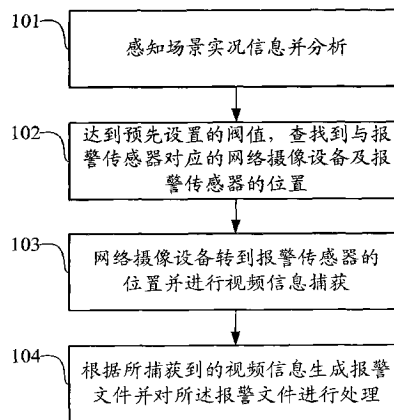 101
感知场景实况信息并分析
102
达到预先设置的阀值，查找到与报
警传感器对应的网络摄像设备及报
警传感器的位置
103
网络摄像设备转到报警传感器的
位置并进行视频信息捕获
104
根据所捕获到的视频信息生成报警
文件并对所述报警文件进行处理